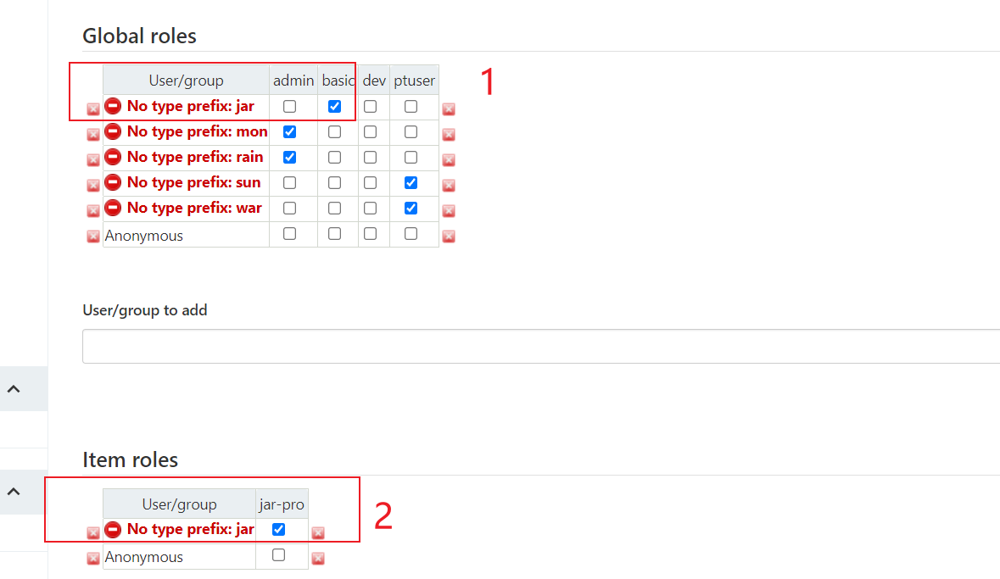 Global roles
1
User/group admin basic dev ptuser
No type prefix: jar
No type prefix: mon
No type prefix: rain
No type prefix: sun
No type prefix: war
Anonymous
User/group to add
Item roles
User/group jar-pro
2
No type prefix: jar
Anonymous